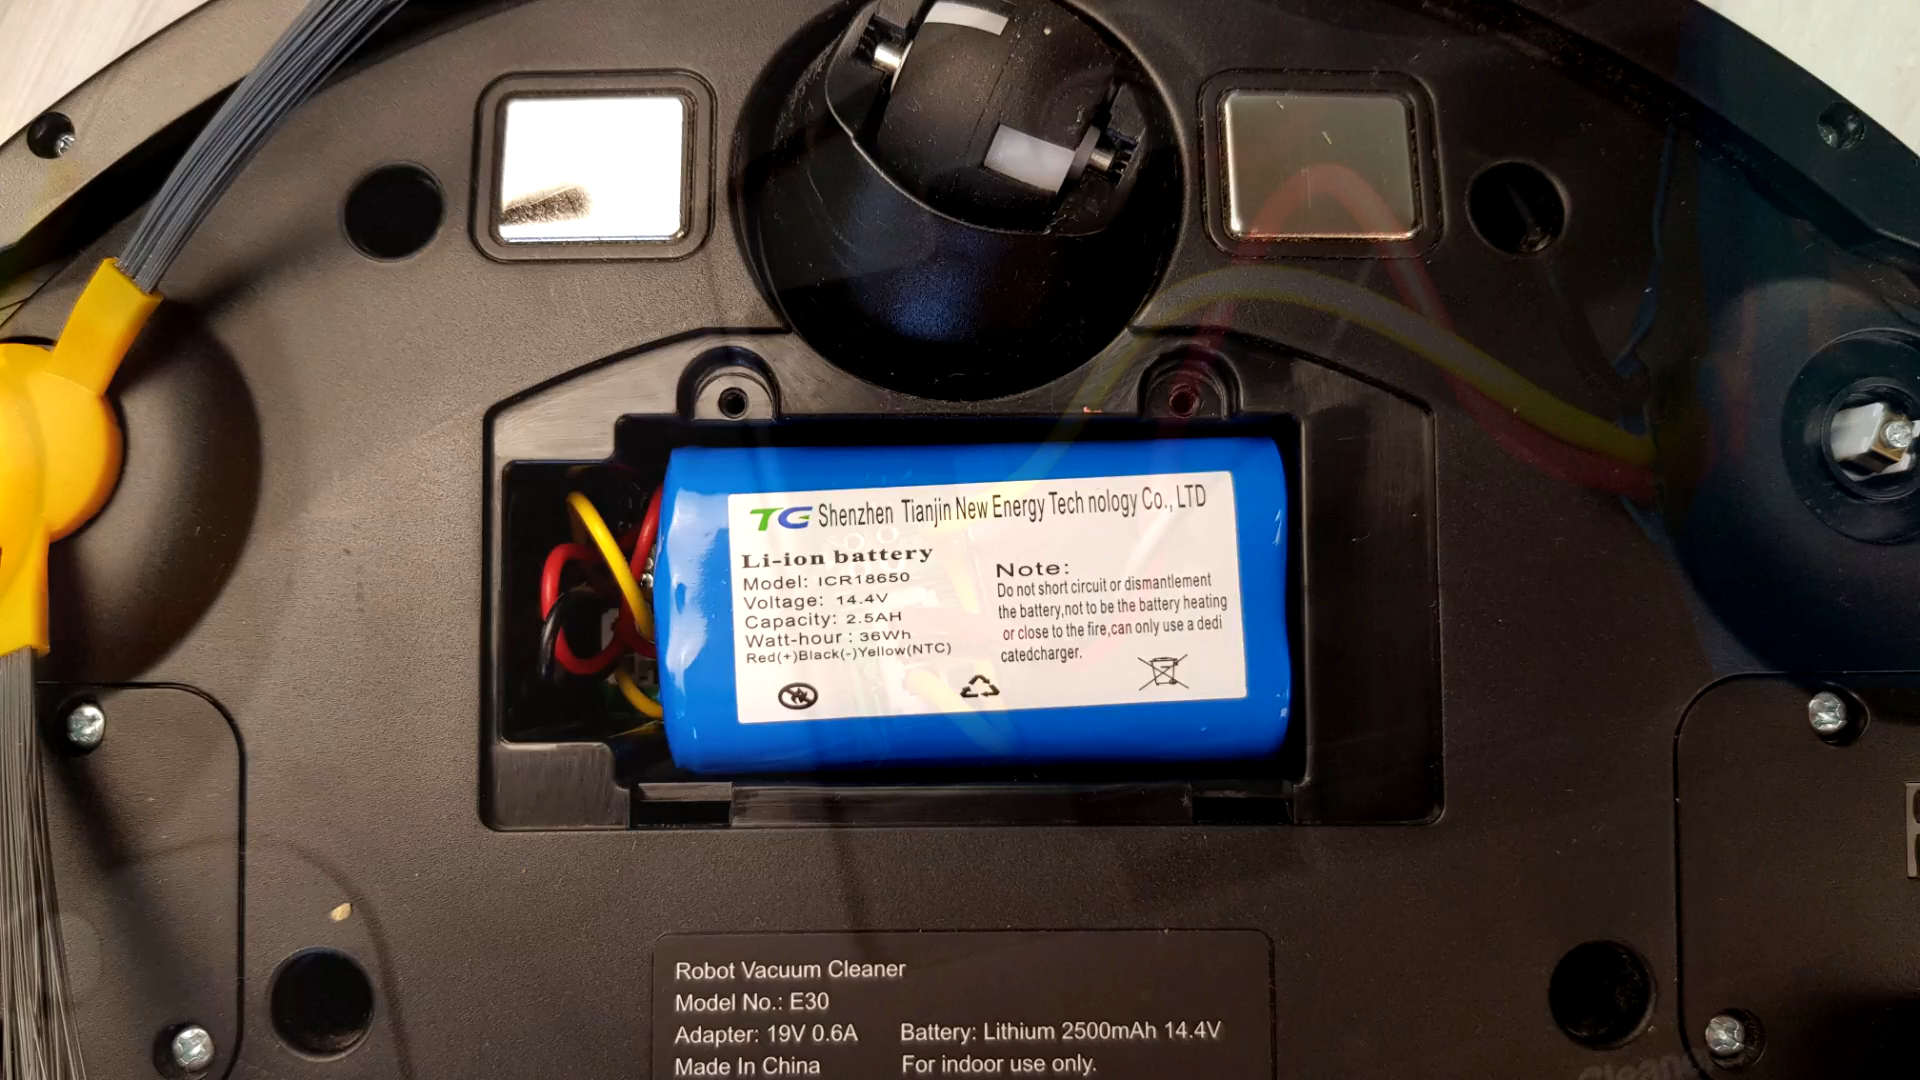 TG Shenzhen Tianjin New Energy Tech nology Co., LTD
Li-ion battery
Model: ICR18650
Voltage: 14.4V
Capacity: 2.5AH
Watt-hour : 36Wh
Red(+)Black(-)Yellow(NTC)
Note:
Do not short circuit or dismantlement
the battery,not to be the battery heating
or close to the fire,can only use a dedi
catedcharger.
Robot Vacuum Cleaner
Model No.: E30
Adapter: 19V 0.6A Battery: Lithium 2500mAh 14.4V
Made In China For indoor use only.